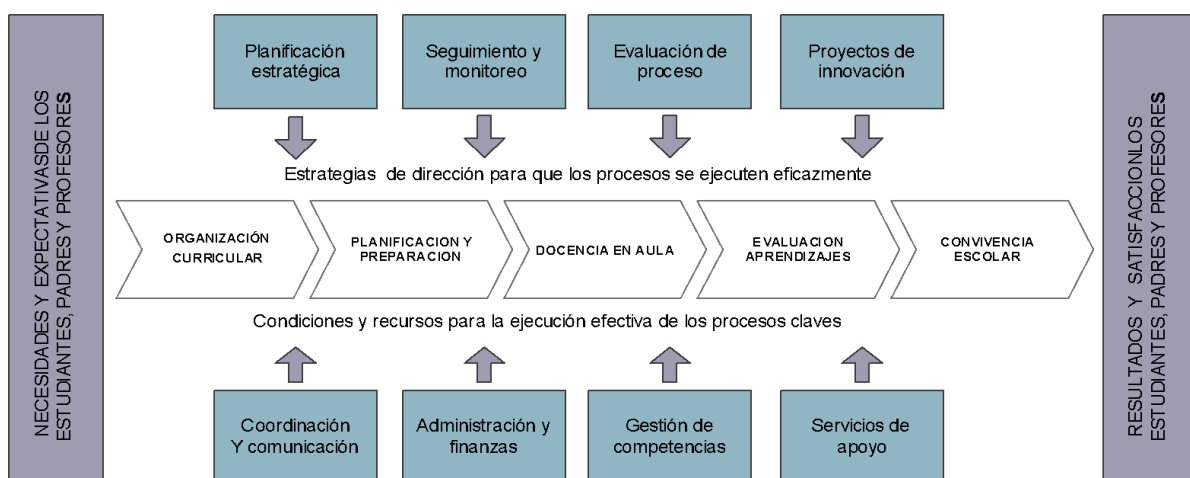 NECESIDADES Y EXPECTATIVASDE LOS
ESTUDIANTES, PADRES Y PROFESORES
Planificación
estratégica
Seguimiento y
monitoreo
Evaluación de
proceso
Proyectos de
innovación
Estrategias de dirección para que los procesos se ejecuten eficazmente
ORGANIZACIÓN
CURRICULAR
PLANIFICACION Y
PREPARACION
DOCENCIA EN AULA
EVALUACION
APRENDIZAJES
CONVIVENCIA
ESCOLAR
Condiciones y recursos para la ejecución efectiva de los procesos claves
Coordinación
Y comunicación
Administración y
finanzas
Gestión de
competencias
Servicios de
apoyo
RESULTADOS Y SATISFACCIONLOS
ESTUDIANTES, PADRES Y PROFESORES